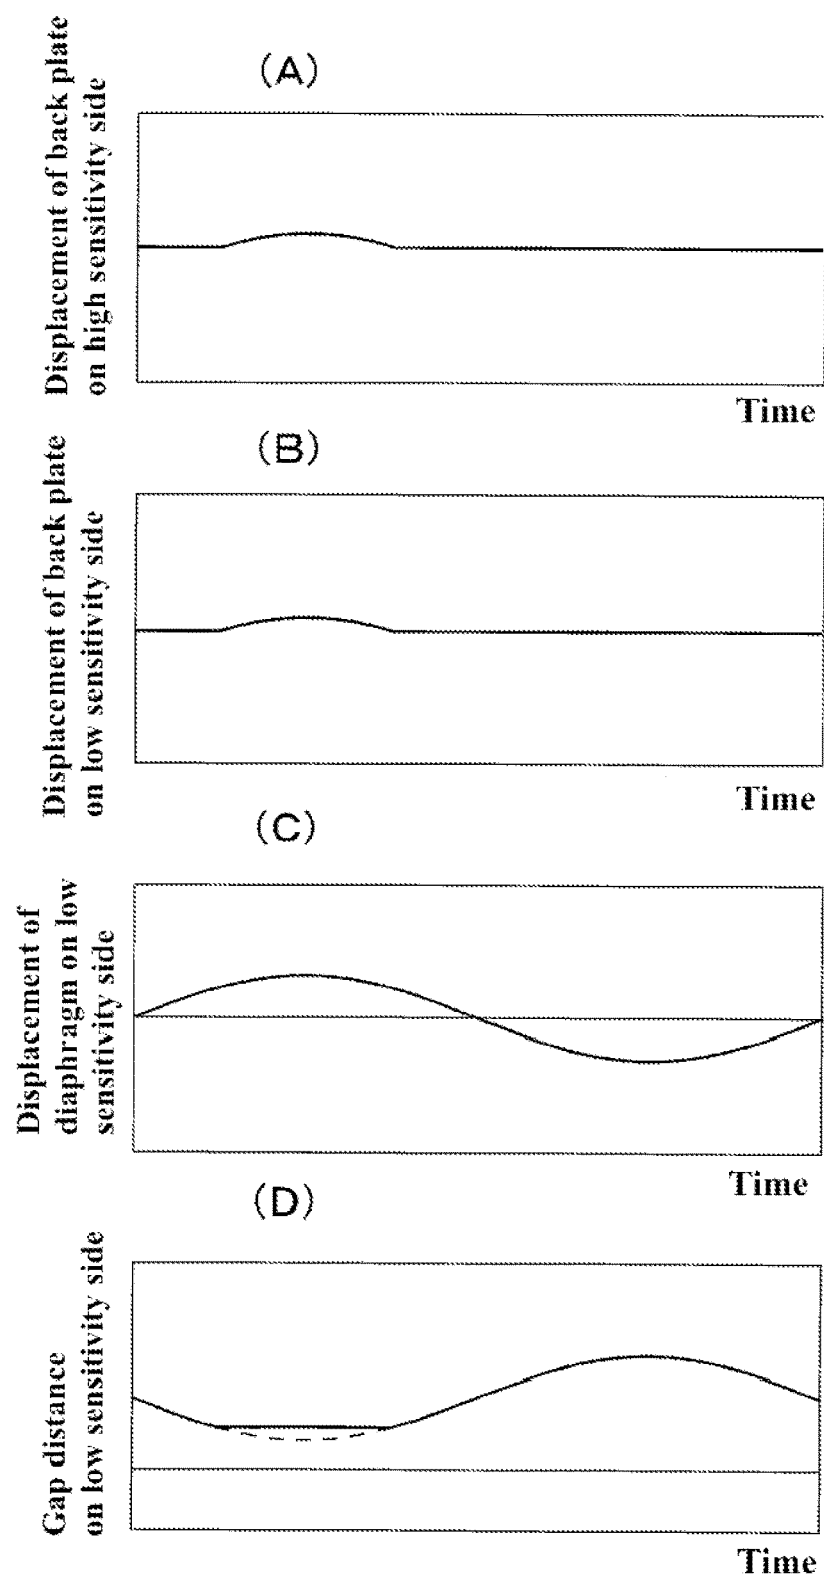 (A)
Displacement of back plate
on high sensitivity side
Time
(B)
Displacement of back plate
on low sensitivity side
Time
(C)
Displacement of
diaphragm on low
sensitivity side
Time
(D)
Gap distance
on low sensitivity side
Time